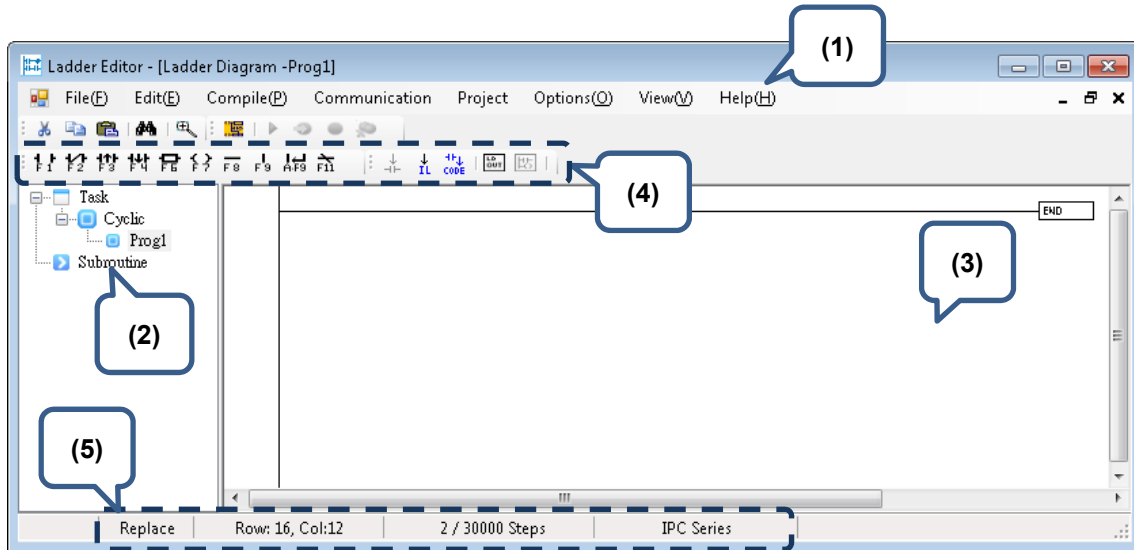 (1)
Ladder Editor - [Ladder Diagram -Prog1]
File(F) Edit(E) Compile(P) Communication Project Options(O) View(V) Help(H)
F1 F2 F3 F4 F6 F7 F8 F9 AF9 F11 IL CODE LD OUT
(4)
Task
Cyclic
Prog1
Subroutine
END
(3)
(2)
(5)
Replace Row: 16, Col:12 2 / 30000 Steps IPC Series